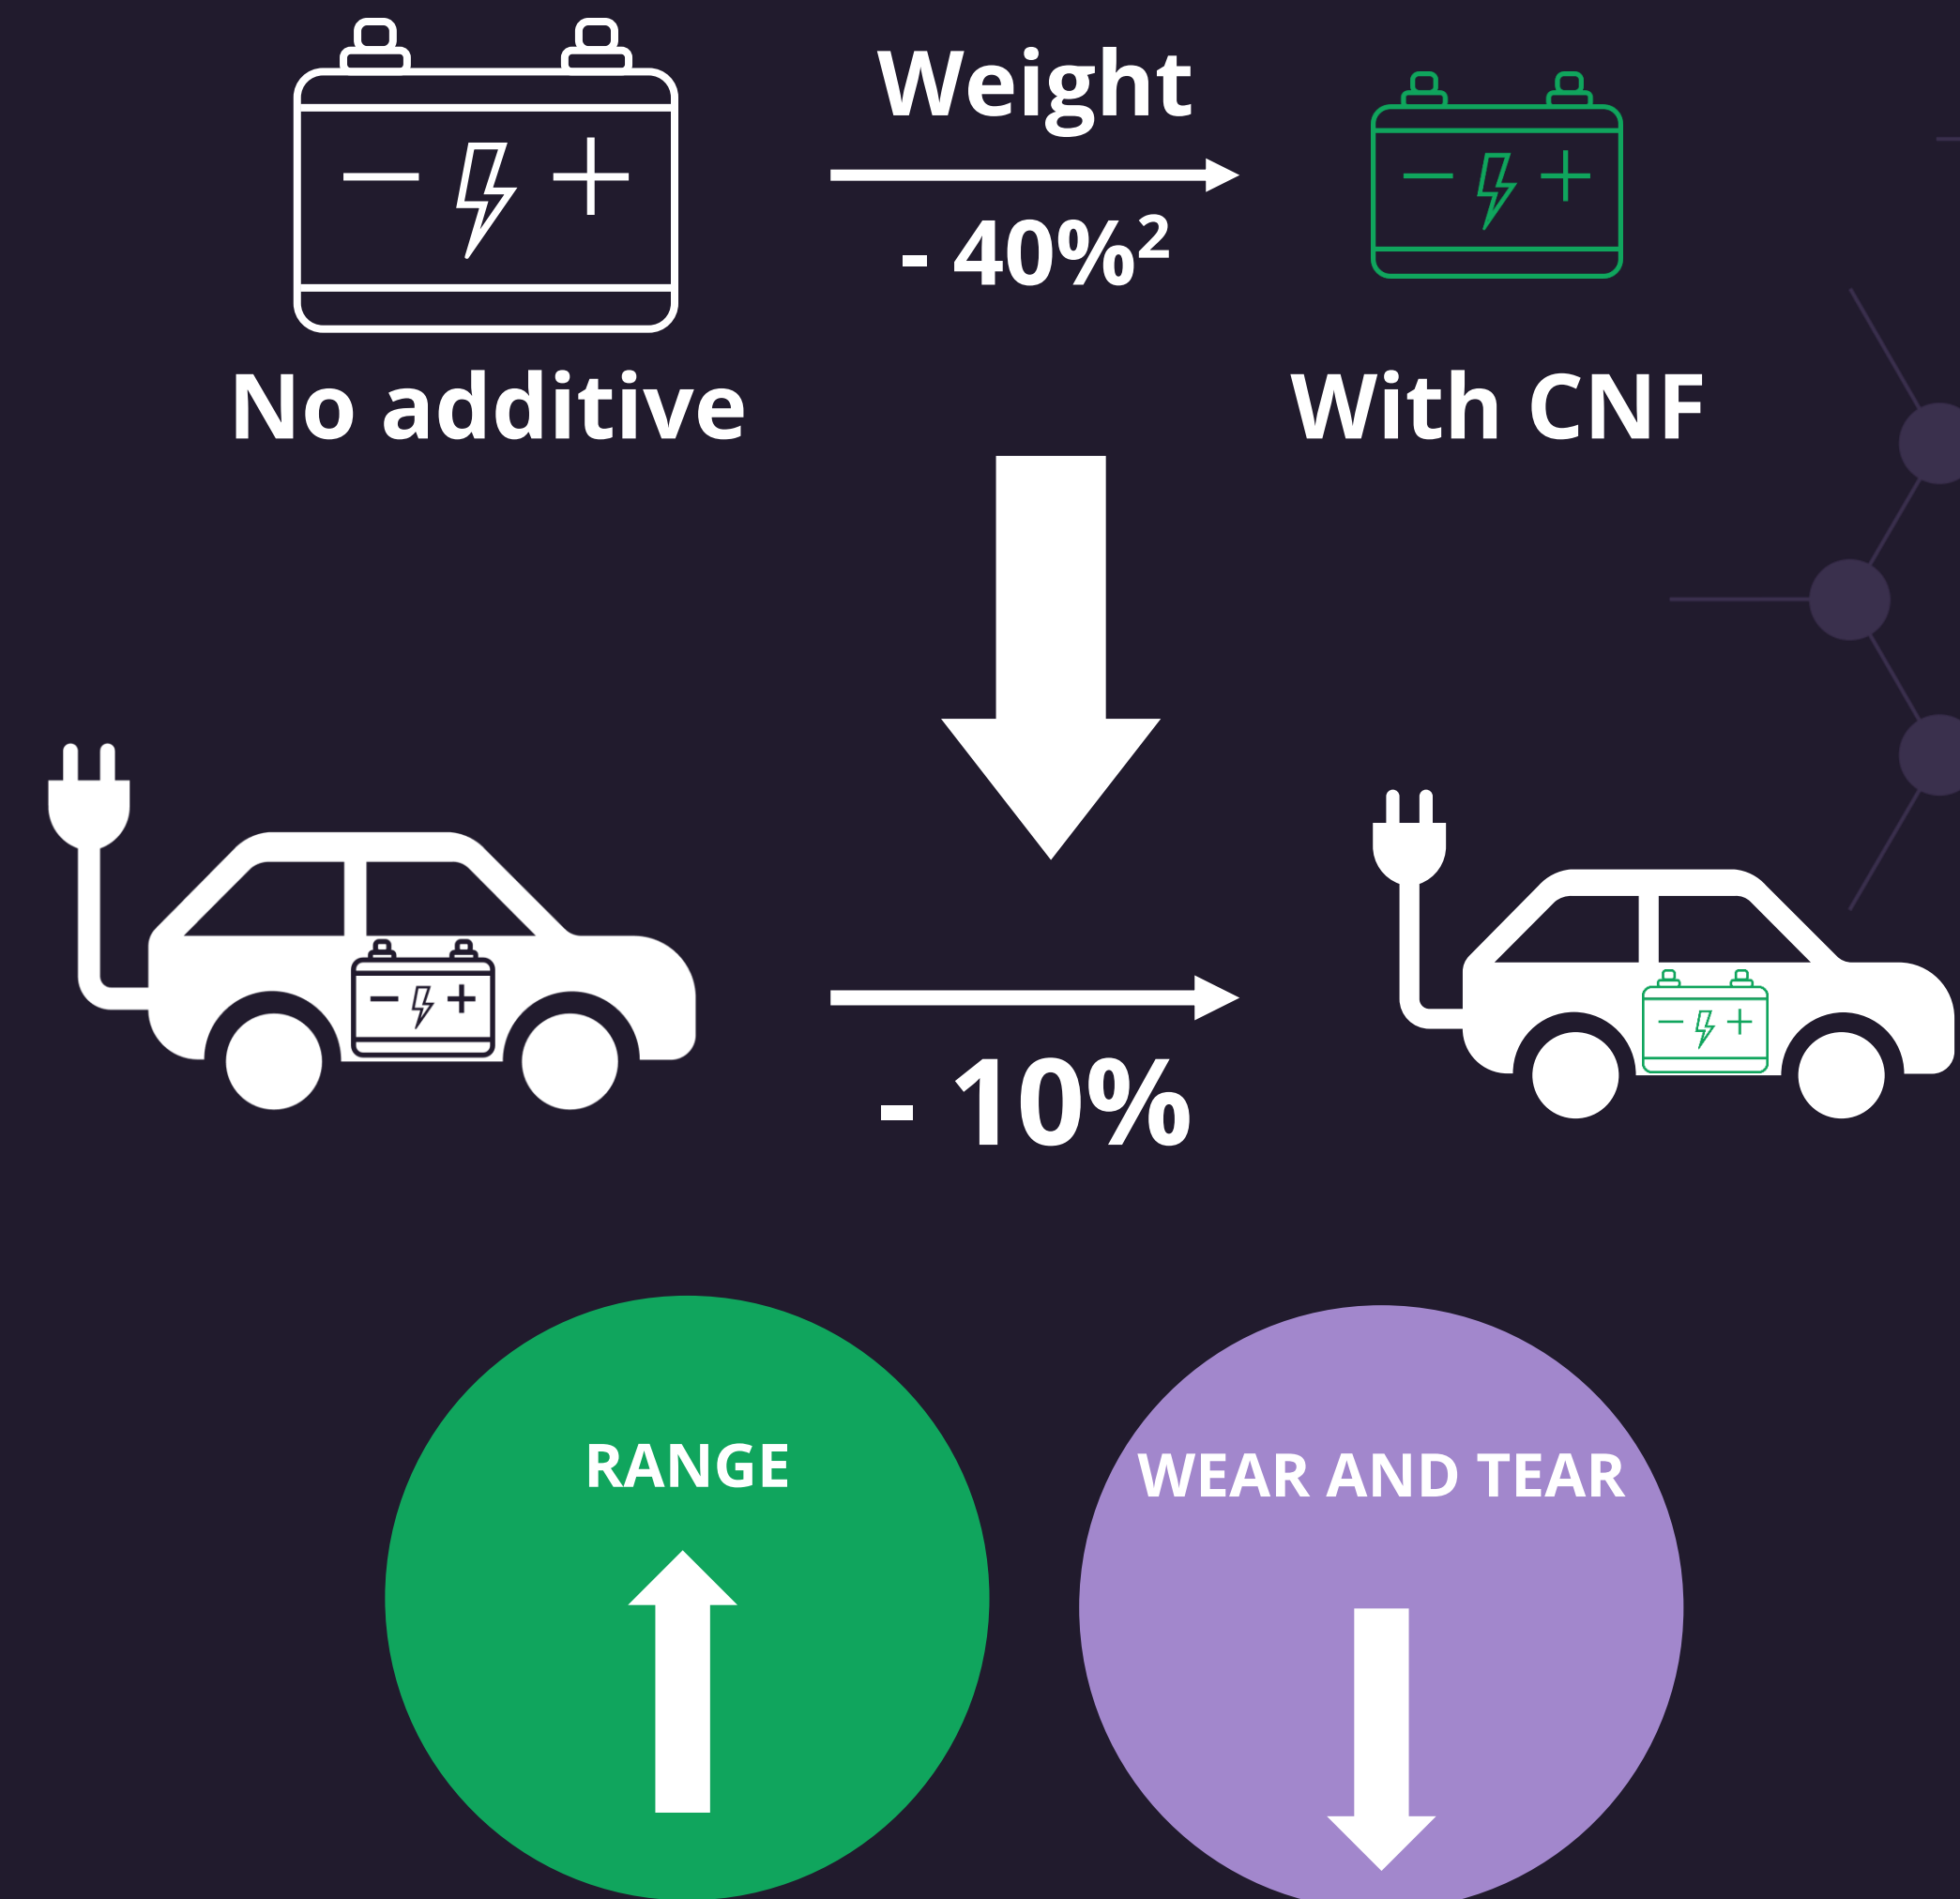 Weight
- 40%²
No additive
With CNF
- 10%
RANGE
WEAR AND TEAR